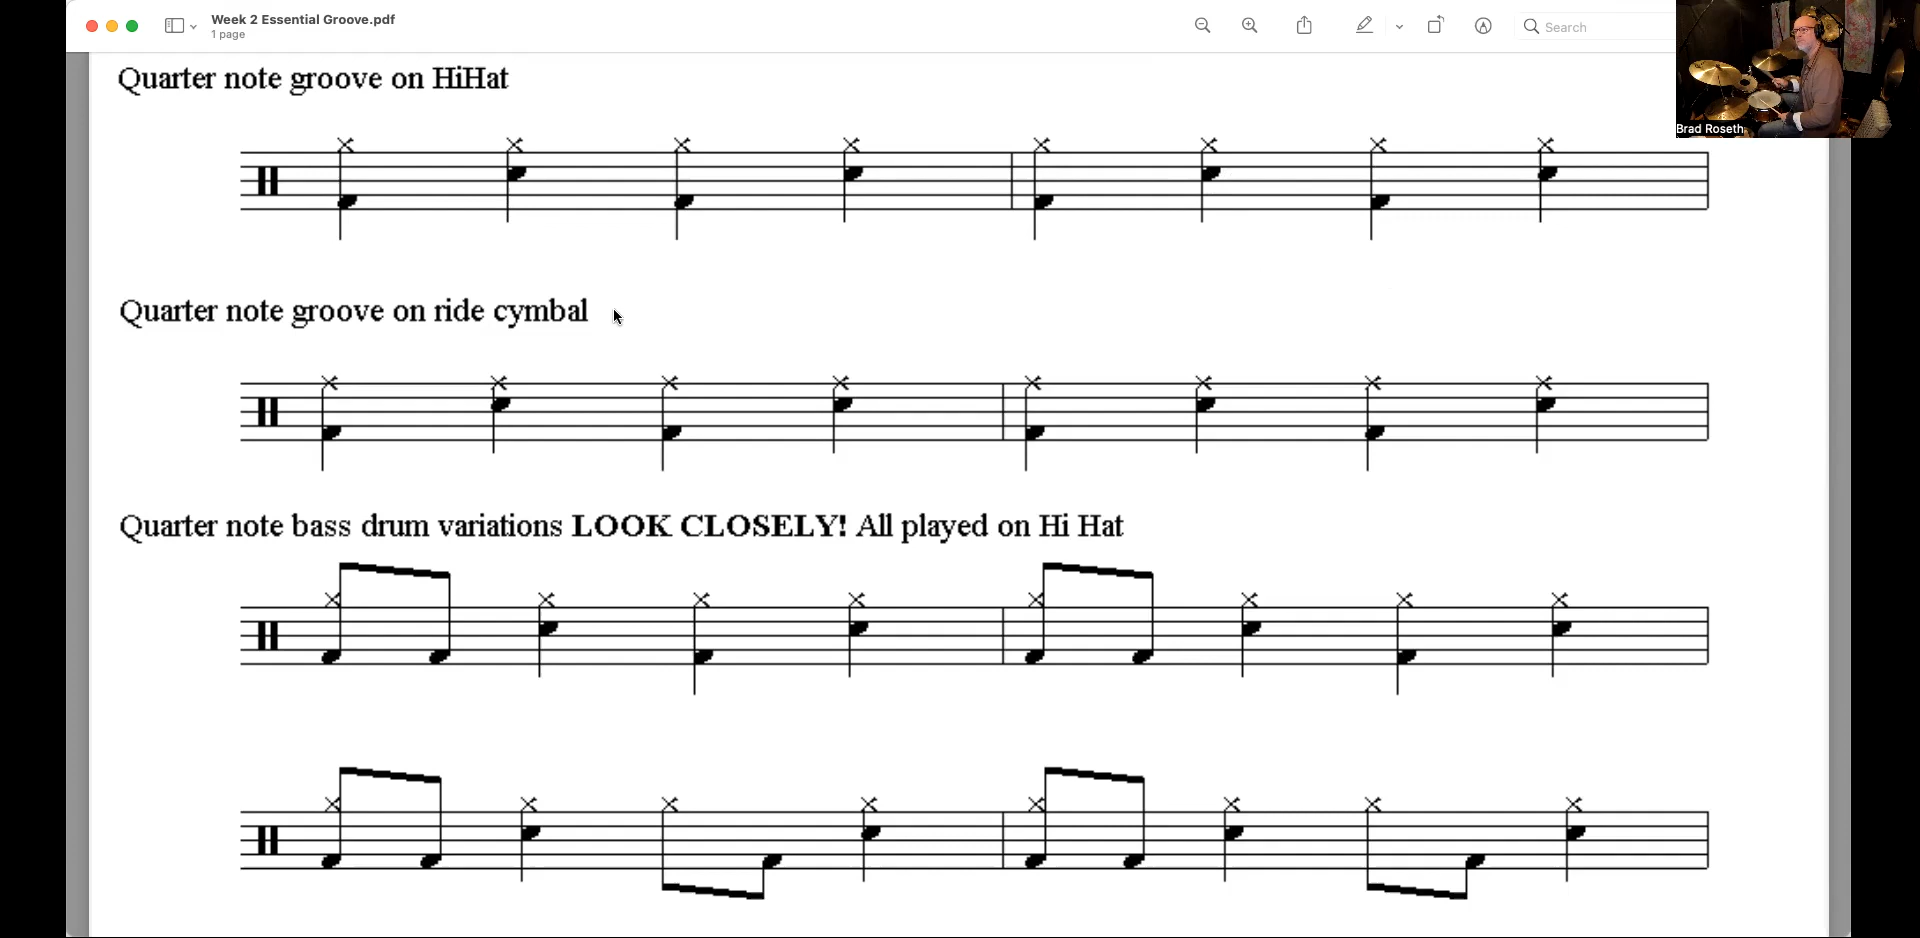 Week 2 Essential Groove.pdf
1 page
Search
Brad Roseth
Quarter note groove on HiHat
Quarter note groove on ride cymbal
Quarter note bass drum variations LOOK CLOSELY! All played on Hi Hat